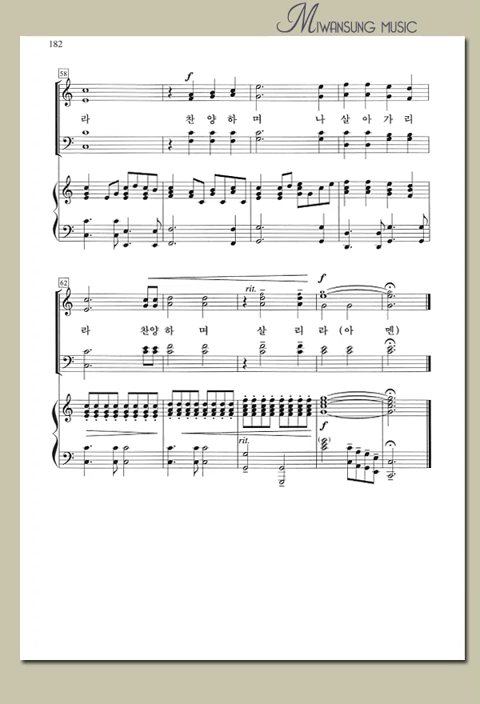 MIWANSUNG MUSIC
182
58
f
라 찬양하며 나살아가리
62
rit. f
라 찬양하며 살리라(아멘)
f
rit.